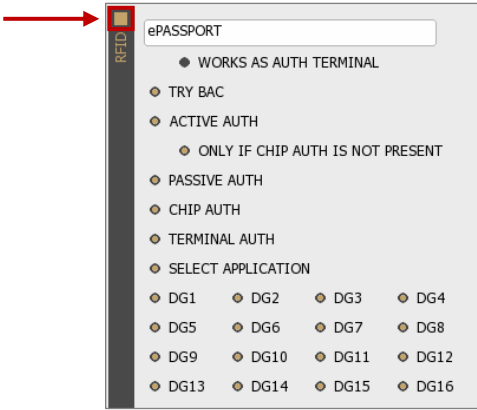 RFID
ePASSPORT
WORKS AS AUTH TERMINAL
TRY BAC
ACTIVE AUTH
ONLY IF CHIP AUTH IS NOT PRESENT
PASSIVE AUTH
CHIP AUTH
TERMINAL AUTH
SELECT APPLICATION
DG1 DG2 DG3 DG4
DG5 DG6 DG7 DG8
DG9 DG10 DG11 DG12
DG13 DG14 DG15 DG16